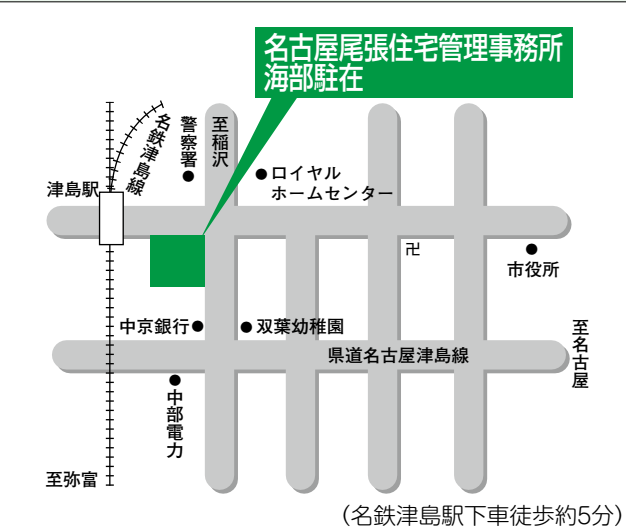 名古屋尾張住宅管理事務所
海部駐在
名鉄津島線
警察署
至稲沢
ロイヤル
ホームセンター
津島駅
卍
市役所
中京銀行
双葉幼稚園
至名古屋
県道名古屋津島線
中部電力
至弥富
(名鉄津島駅下車徒歩約5分)